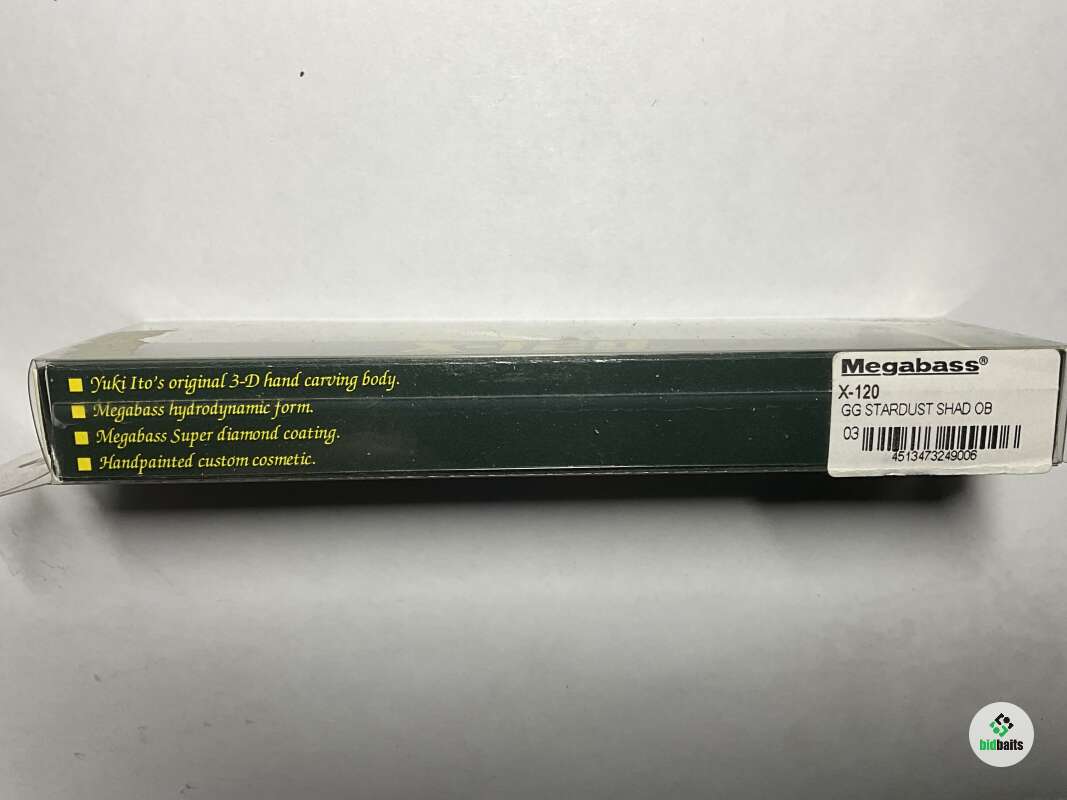 Yuki Ito's original 3-D hand carving body.
Megabass hydrodynamic form.
Megabass Super diamond coating.
Handpainted custom cosmetic.
Megabass®
X-120
GG STARDUST SHAD OB
03
4513473249006
bidbaits